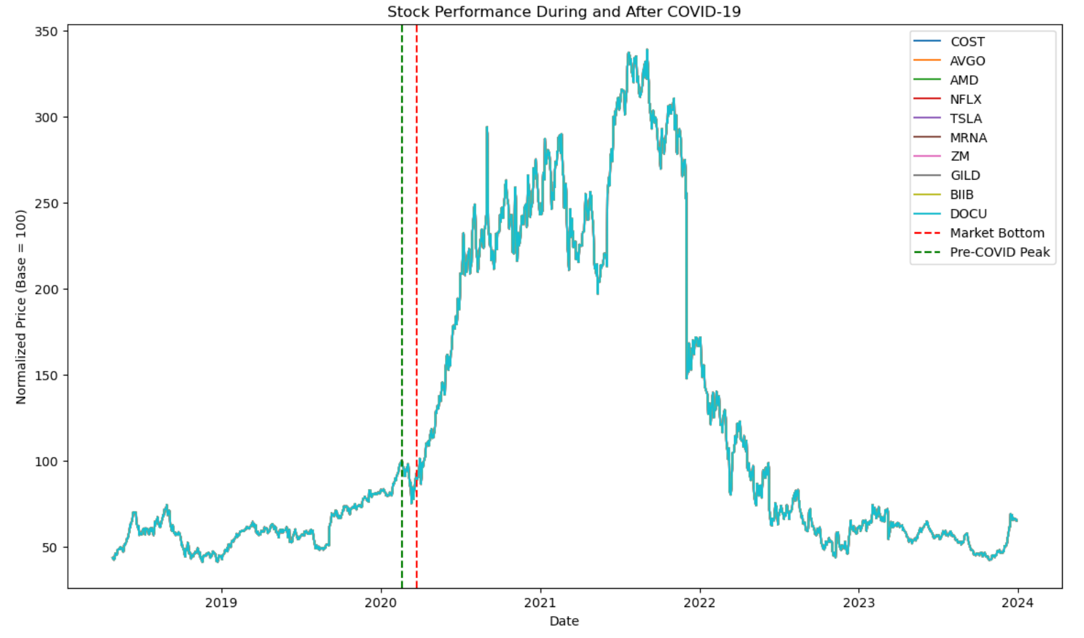 Stock Performance During and After COVID-19
350
300
250
200
150
100
50
Normalized Price (Base = 100)
COST
AVGO
AMD
NFLX
TSLA
MRNA
ZM
GILD
BIIB
DOCU
Market Bottom
Pre-COVID Peak
2019
2020
2021
2022
2023
2024
Date